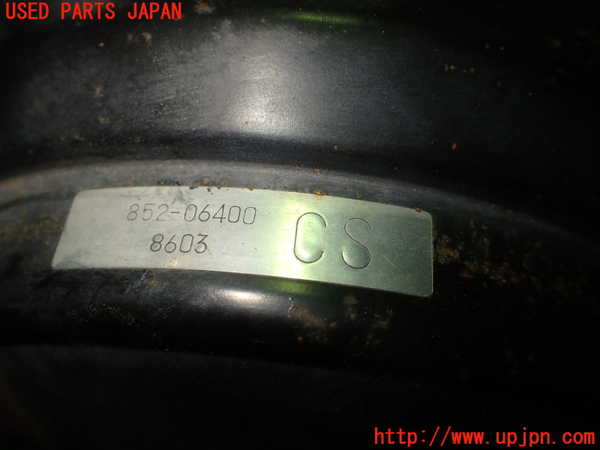 USED PARTS JAPAN
852-06400
8603 CS
http://www.upjpn.com/